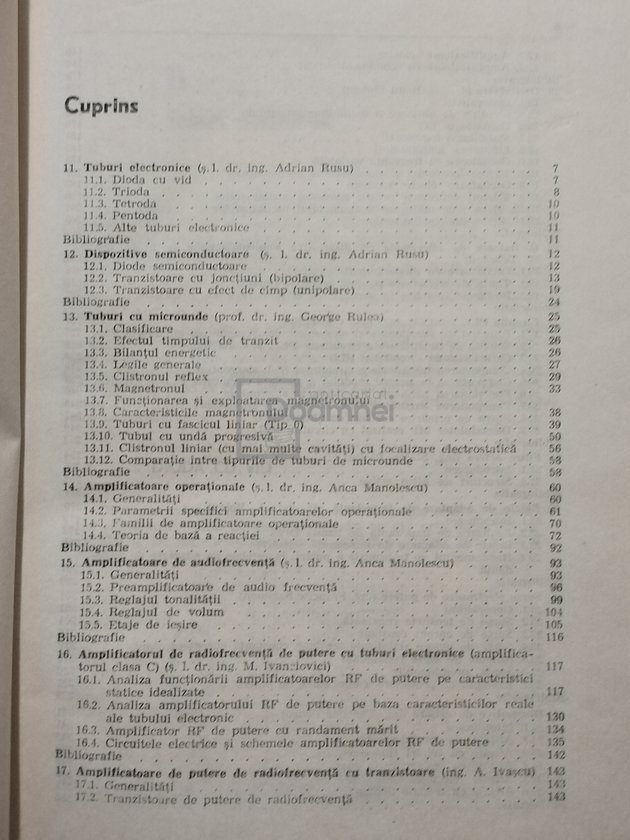 Cuprins
11. Tuburi electronice (ş. l. dr. ing. Adrian Rusu) 7
11.1. Dioda cu vid 7
11.2. Trioda 8
11.3. Tetroda 10
11.4. Pentoda 10
11.5. Alte tuburi electronice 11
Bibliografie 11
12. Dispozitive semiconductoare (ş. l. dr. ing. Adrian Rusu) 12
12.1. Diode semiconductoare 12
12.2. Tranzistoare cu joncţiuni (bipolare) 13
12.3. Tranzistoare cu efect de cîmp (unipolare) 19
Bibliografie 24
13. Tuburi cu microunde (prof. dr. ing. George Rulea) 25
13.1. Clasificare 25
13.2. Efectul timpului de tranzit 26
13.3. Bilanţul energetic 26
13.4. Legile generale 27
13.5. Clistronul reflex 29
13.6. Magnetronul 33
13.7. Funcţionarea şi exploatarea magnetronului
13.8. Caracteristicile magnetronului 38
13.9. Tuburi cu fascicul liniar (Tip 0) 39
13.10. Tubul cu undă progresivă 50
13.11. Clistronul liniar (cu mai multe cavităţi) cu focalizare electrostatică 56
13.12. Comparaţie între tipurile de tuburi de microunde 58
Bibliografie 58
14. Amplificatoare operaţionale (ş. l. dr. ing. Anca Manolescu) 60
14.1. Generalităţi 60
14.2. Parametrii specifici amplificatoarelor operaţionale 61
14.3. Familii de amplificatoare operaţionale 70
14.4. Teoria de bază a reacţiei 72
Bibliografie 92
15. Amplificatoare de audiofrecvenţă (ş. l. dr. ing. Anca Manolescu) 93
15.1. Generalităţi 93
15.2. Preamplificatoare de audio frecvenţă 96
15.3. Reglajul tonalităţii 99
15.4. Reglajul de volum 104
15.5. Etaje de ieşire 105
Bibliografie 116
16. Amplificatorul de radiofrecvenţă de putere cu tuburi electronice (amplifica-
torul clasa C) (ş. l. dr. ing. M. Ivanciovici) 117
16.1. Analiza funcţionării amplificatoarelor RF de putere pe caracteristici
statice idealizate 117
16.2. Analiza amplificatorului RF de putere pe baza caracteristicilor reale
ale tubului electronic 130
16.3. Amplificator RF de putere cu randament mărit 134
16.4. Circuitele electrice şi schemele amplificatoarelor RF de putere 135
Bibliografie 142
17. Amplificatoare de putere de radiofrecvenţă cu tranzistoare (ing. A. Ivaşcu) 143
17.1. Generalităţi 143
17.2. Tranzistoare de putere de radiofrecvenţă 143